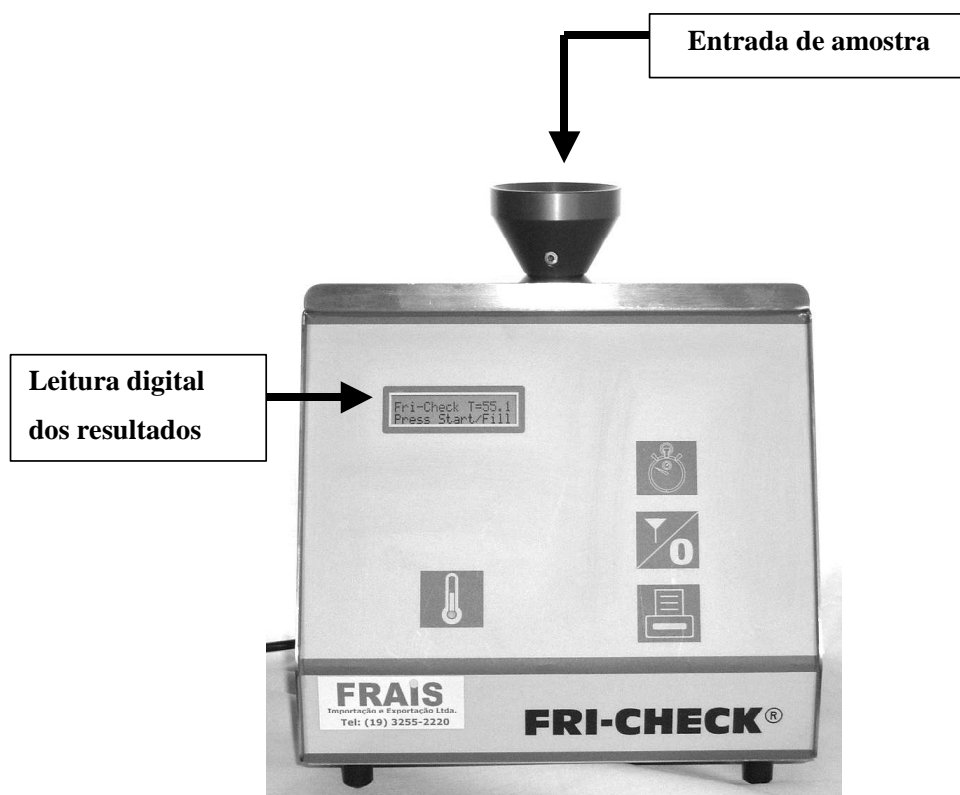 Entrada de amostra
Leitura digital
dos resultados
Fri-Check T=55.1
Press Start/Fill
0
FRAIS
Importação e Exportação Ltda.
Tel: (19) 3255-2220
FRI-CHECK®